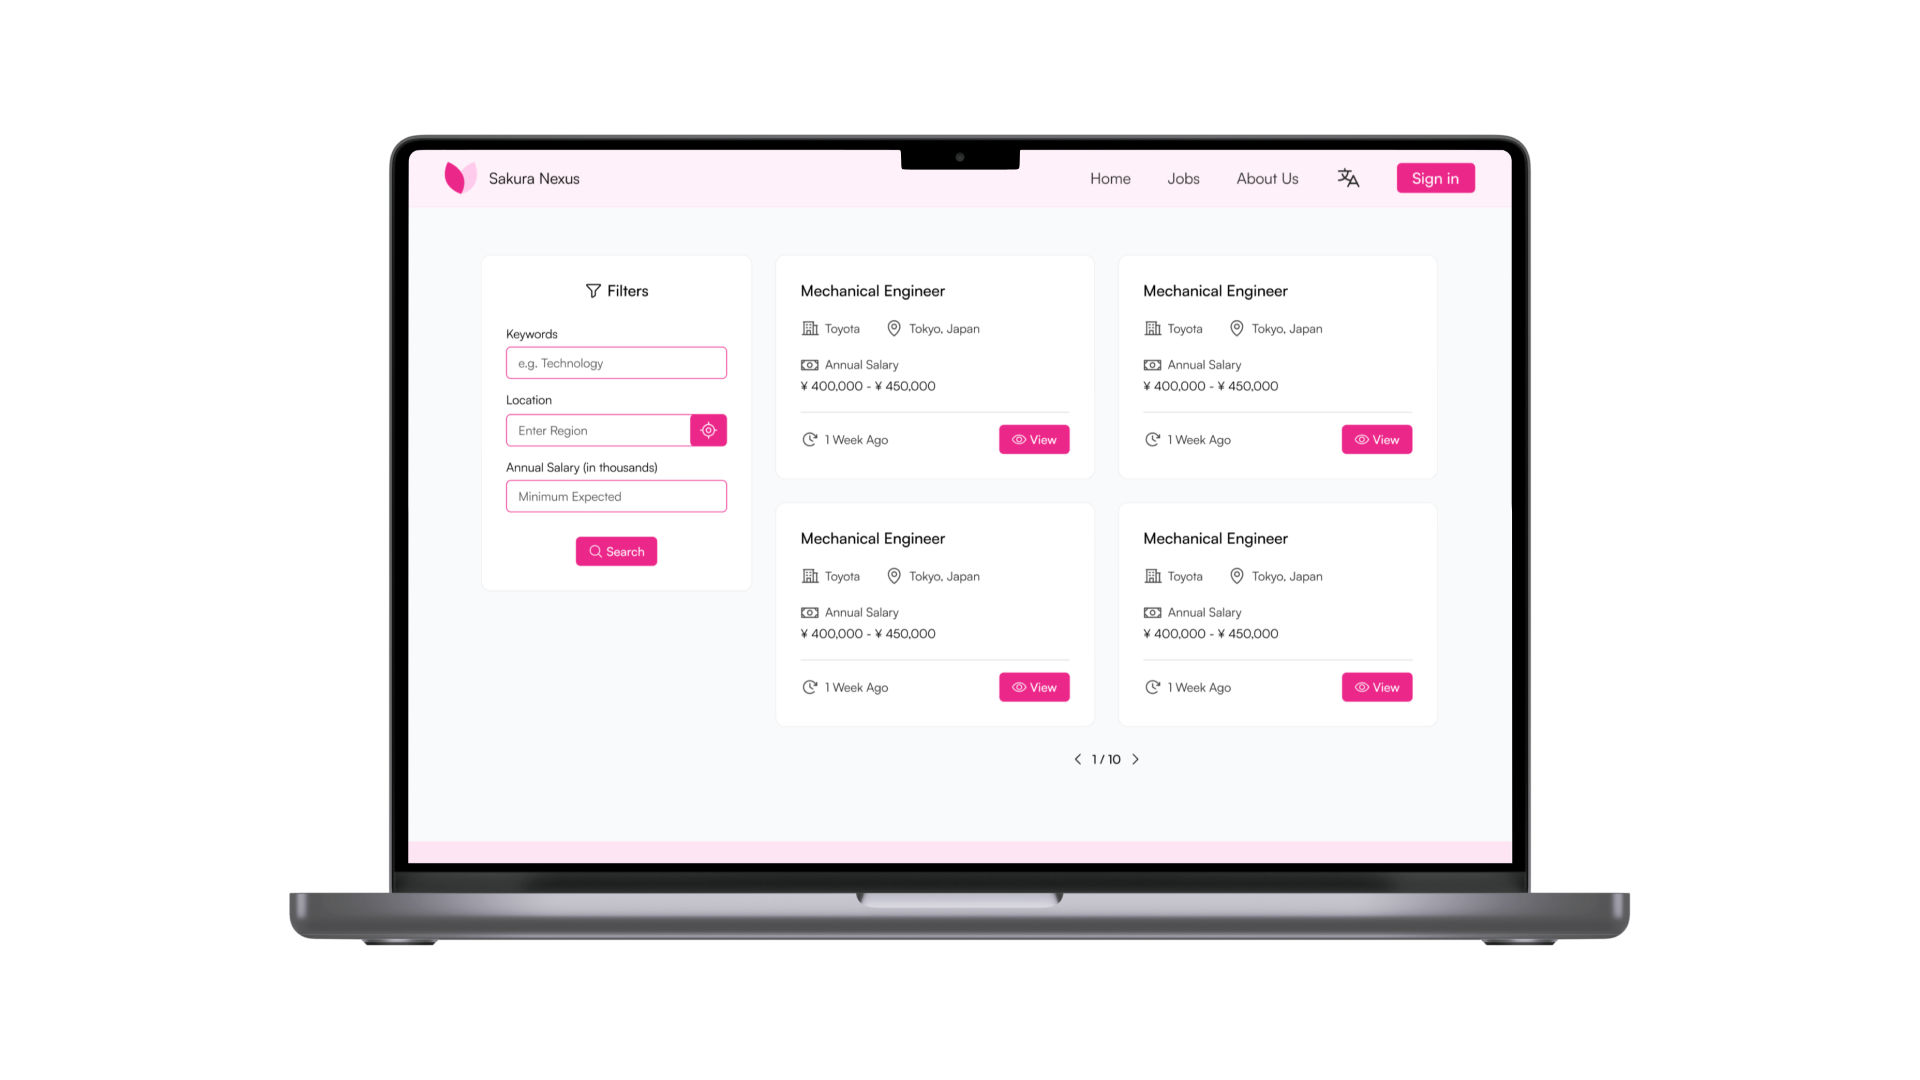 Sakura Nexus
Home Jobs About Us 文A Sign in
Filters
Keywords
e.g. Technology
Location
Enter Region
Annual Salary (in thousands)
Minimum Expected
Search
Mechanical Engineer
Toyota Tokyo, Japan
Annual Salary
¥ 400,000 - ¥ 450,000
1 Week Ago View
Mechanical Engineer
Toyota Tokyo, Japan
Annual Salary
¥ 400,000 - ¥ 450,000
1 Week Ago View
Mechanical Engineer
Toyota Tokyo, Japan
Annual Salary
¥ 400,000 - ¥ 450,000
1 Week Ago View
Mechanical Engineer
Toyota Tokyo, Japan
Annual Salary
¥ 400,000 - ¥ 450,000
1 Week Ago View
1 / 10